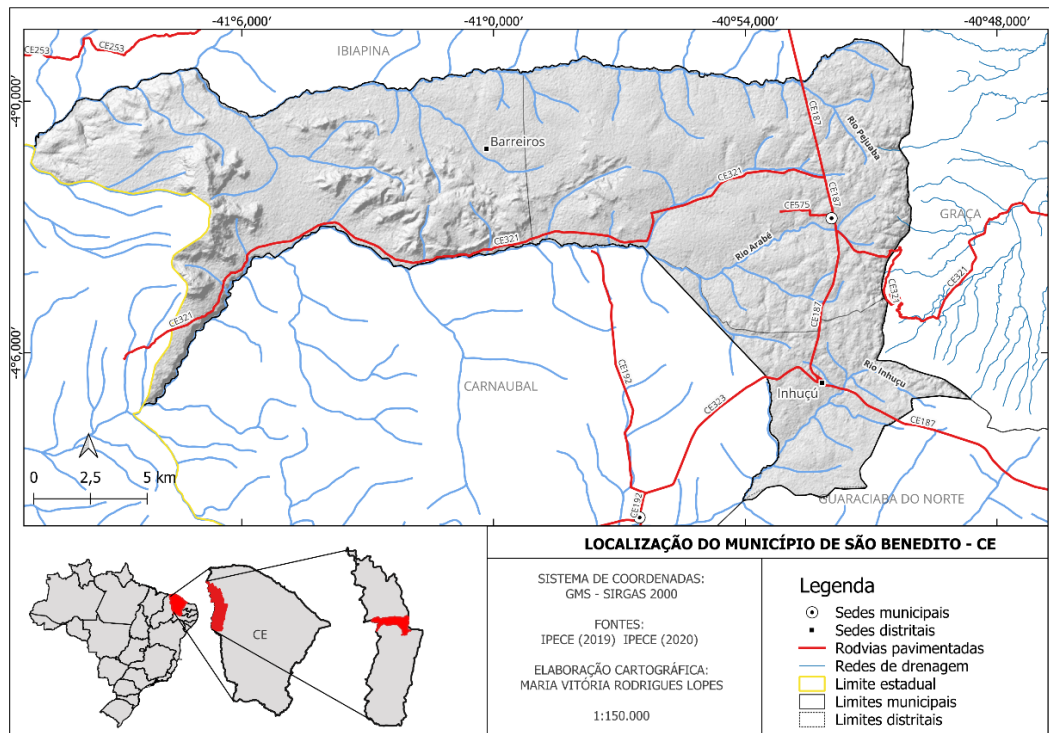 -41°6,000'
-41°0,000'
-40°54,000'
-40°48,000'
CE253
CE253
IBIAPINA
-4°0,000'
CE187
Rio Pejuaba
Barreiros
CE321
CE187
CE575
GRAÇA
Rio Arabê
CE321
CE321
CE321
CE187
CE321
-4°6,000'
CE192
CARNAUBAL
CE323
Rio Inhuçu
Inhuçú
CE187
0
2,5
5 km
GUARACIABA DO NORTE
CE192
LOCALIZAÇÃO DO MUNICÍPIO DE SÃO BENEDITO - CE
SISTEMA DE COORDENADAS:
GMS - SIRGAS 2000
FONTES:
IPECE (2019) IPECE (2020)
ELABORAÇÃO CARTOGRÁFICA:
MARIA VITÓRIA RODRIGUES LOPES
1:150.000
Legenda
Sedes municipais
Sedes distritais
Rodvias pavimentadas
Redes de drenagem
Limite estadual
Limites municipais
Limites distritais
CE